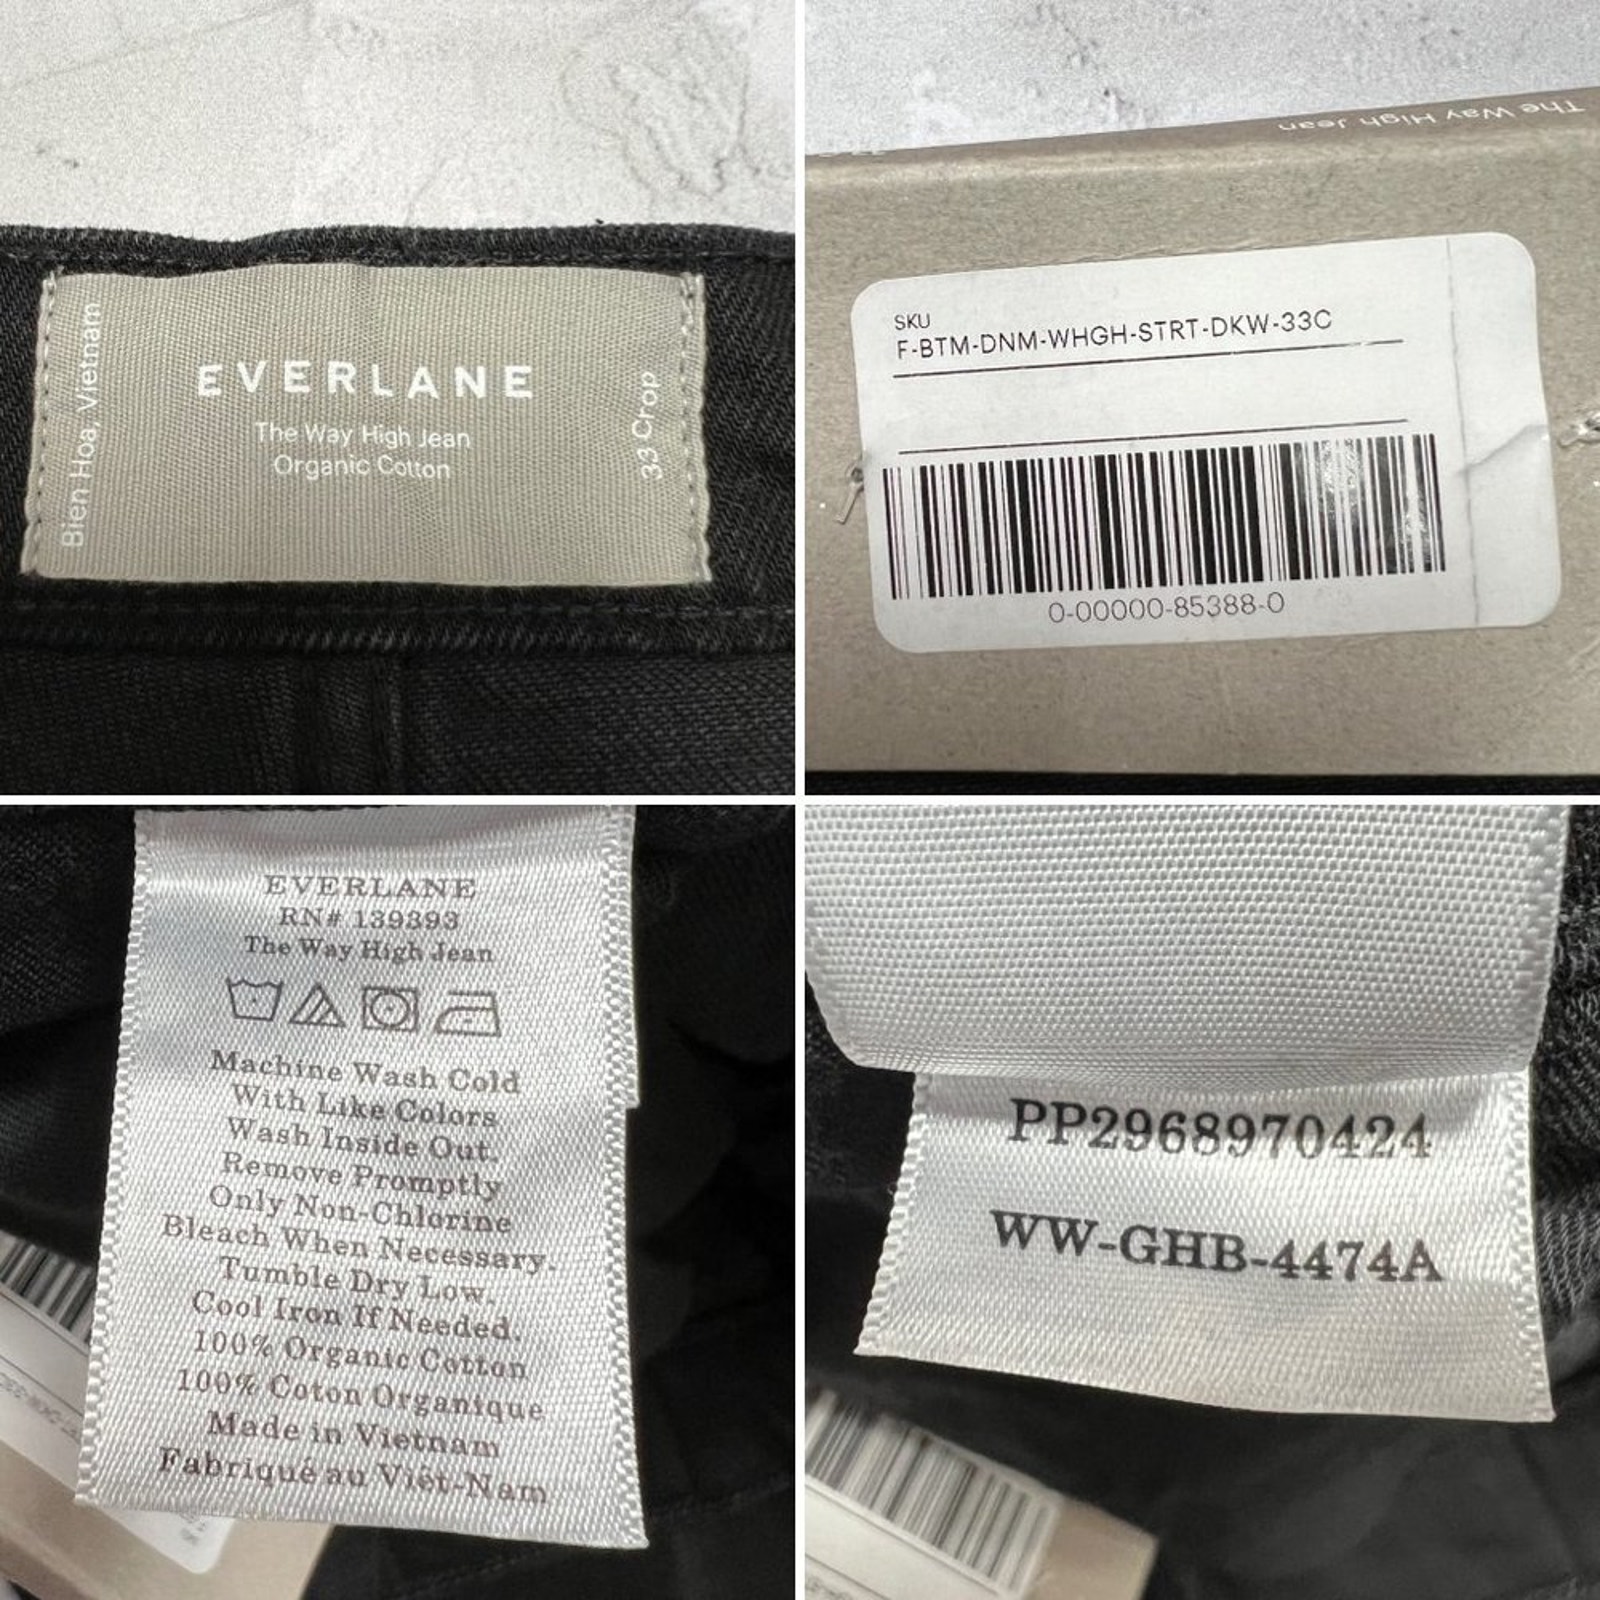 Bien Hoa, Vietnam
EVERLANE
The Way High Jean
Organic Cotton
33 Crop
The Way High Jean
SKU
F-BTM-DNM-WHGH-STRT-DKW-33C
0-00000-85388-0
EVERLANE
RN# 139393
The Way High Jean
Machine Wash Cold
With Like Colors
Wash Inside Out.
Remove Promptly
Only Non-Chlorine
Bleach When Necessary.
Tumble Dry Low.
Cool Iron If Needed.
100% Organic Cotton
100% Coton Organique
Made in Vietnam
Fabriqué au Viêt-Nam
PP2968970424
WW-GHB-4474A